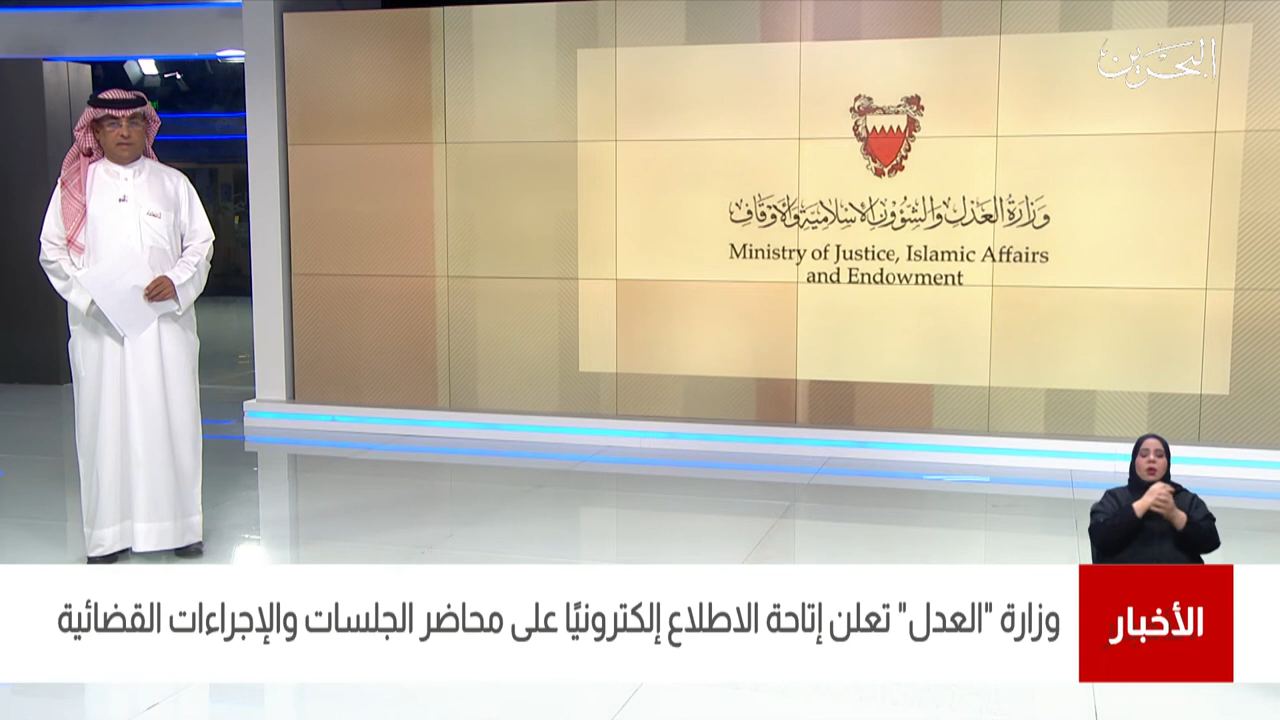 البحرين
وزارة العدل والشؤون الإسلامية والأوقاف
Ministry of Justice, Islamic Affairs
and Endowment
الأخبار
وزارة "العدل" تعلن إتاحة الاطلاع إلكترونيًا على محاضر الجلسات والإجراءات القضائية